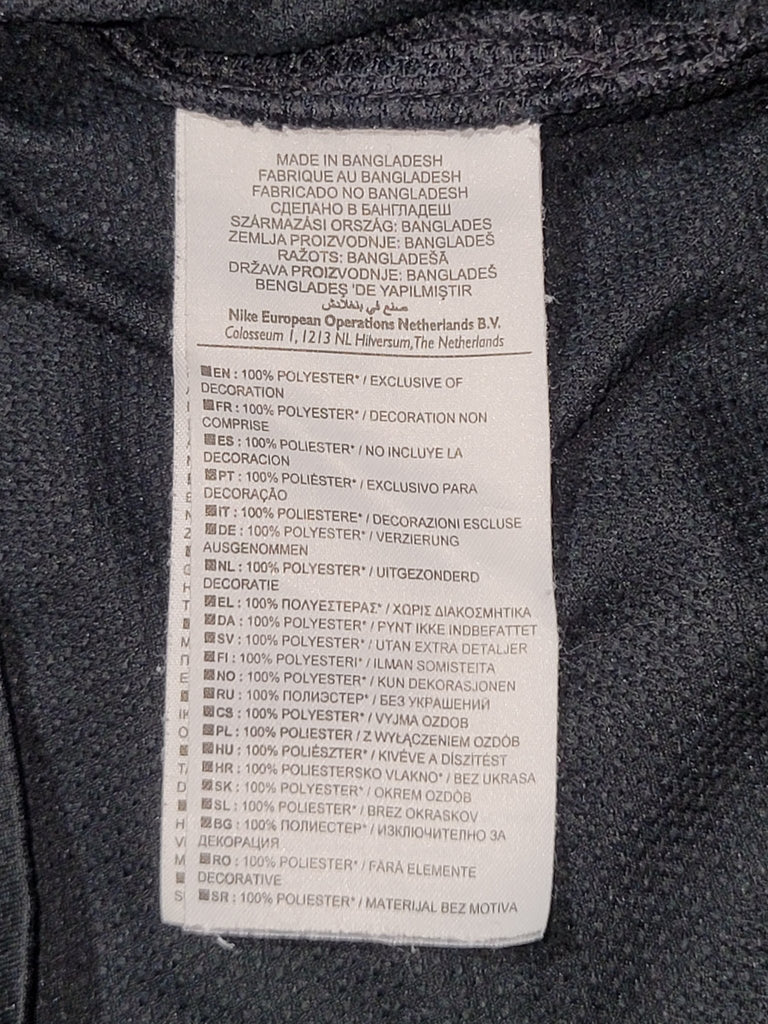 MADE IN BANGLADESH
FABRIQUE AU BANGLADESH
FABRICADO NO BANGLADESH
СДЕЛАНО В БАНГЛАДЕШ
SZÁRMAZÁSI ORSZÁG: BANGLADES
ZEMLJA PROIZVODNJE: BANGLADEŠ
RAŽOTS: BANGLADEŠĀ
DRŽAVA PROIZVODNJE: BANGLADEŠ
BENGLADEŞ 'DE YAPILMIŞTIR
صنع في بنغلادش
Nike European Operations Netherlands B.V.
Colosseum 1, 1213 NL Hilversum, The Netherlands
EN : 100% POLYESTER* / EXCLUSIVE OF
DECORATION
FR : 100% POLYESTER* / DECORATION NON
COMPRISE
ES : 100% POLIESTER* / NO INCLUYE LA
DECORACION
PT : 100% POLIÉSTER* / EXCLUSIVO PARA
DECORAÇÃO
IT : 100% POLIESTERE* / DECORAZIONI ESCLUSE
DE : 100% POLYESTER* / VERZIERUNG
AUSGENOMMEN
NL : 100% POLYESTER* / UITGEZONDERD
DECORATIE
EL : 100% ΠΟΛΥΕΣΤΕΡΑΣ* / ΧΩΡΙΣ ΔΙΑΚΟΣΜΗΤΙΚΑ
DA : 100% POLYESTER* / PYNT IKKE INDBEFATTET
SV : 100% POLYESTER* / UTAN EXTRA DETALJER
FI : 100% POLYESTERI* / ILMAN SOMISTEITA
NO : 100% POLYESTER* / KUN DEKORASJONEN
RU : 100% ПОЛИЭСТЕР* / БЕЗ УКРАШЕНИЙ
CS : 100% POLYESTER* / VYJMA OZDOB
PL : 100% POLIESTER / Z WYŁĄCZENIEM OZDÓB
HU : 100% POLIÉSZTER* / KIVÉVE A DÍSZÍTÉST
HR : 100% POLIESTERSKO VLAKNO* / BEZ UKRASA
SK : 100% POLYESTER* / OKREM OZDÔB
SL : 100% POLIESTER* / BREZ OKRASKOV
BG : 100% ПОЛИЕСТЕР* / ИЗКЛЮЧИТЕЛНО ЗА
ДЕКОРАЦИЯ
RO : 100% POLIESTER* / FĂRĂ ELEMENTE
DECORATIVE
SR : 100% POLIESTER* / MATERIJAL BEZ MOTIVA